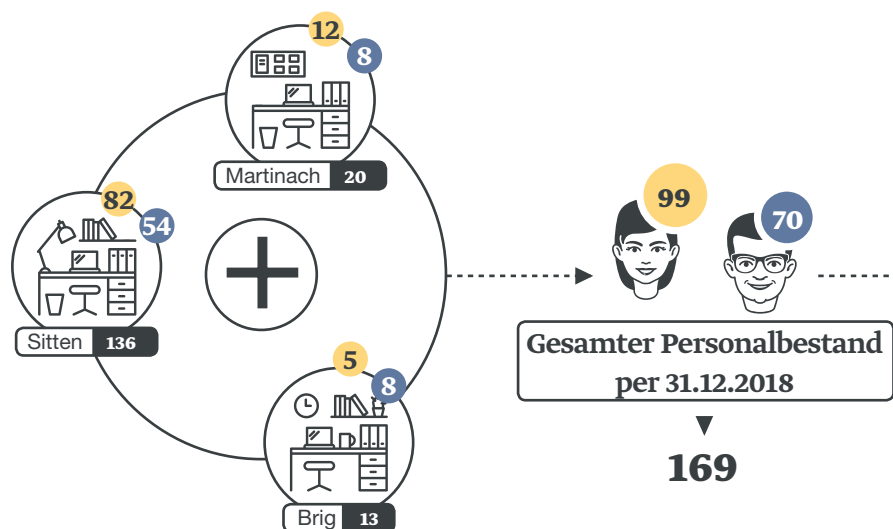 12
8
Martinach 20
82
54
Sitten 136
5
8
Brig 13
99
70
Gesamter Personalbestand
per 31.12.2018
169